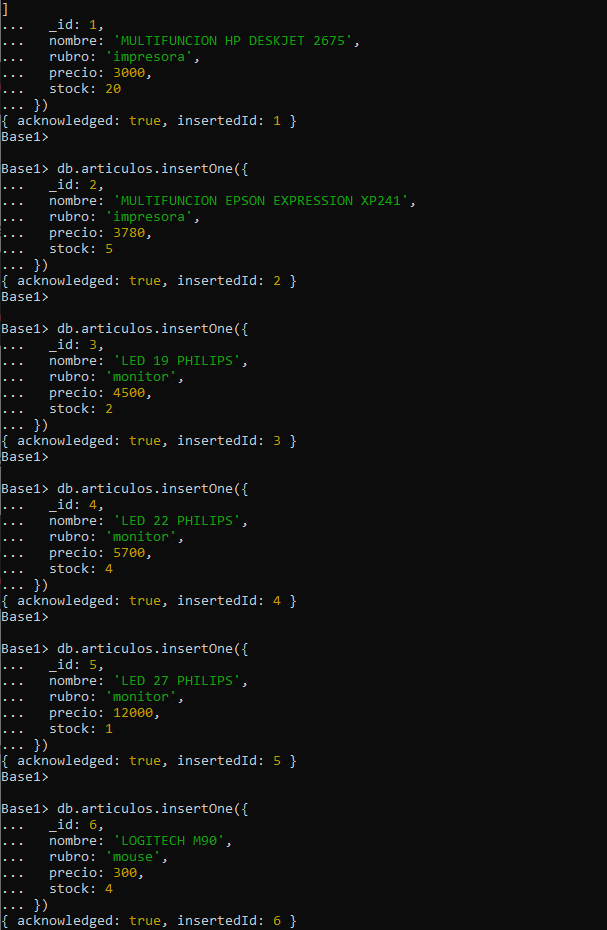 ]
...   _id: 1,
...   nombre: 'MULTIFUNCION HP DESKJET 2675',
...   rubro: 'impresora',
...   precio: 3000,
...   stock: 20
... })
{ acknowledged: true, insertedId: 1 }
Base1>
Base1> db.articulos.insertOne({
...   _id: 2,
...   nombre: 'MULTIFUNCION EPSON EXPRESSION XP241',
...   rubro: 'impresora',
...   precio: 3780,
...   stock: 5
... })
{ acknowledged: true, insertedId: 2 }
Base1>
Base1> db.articulos.insertOne({
...   _id: 3,
...   nombre: 'LED 19 PHILIPS',
...   rubro: 'monitor',
...   precio: 4500,
...   stock: 2
... })
{ acknowledged: true, insertedId: 3 }
Base1>
Base1> db.articulos.insertOne({
...   _id: 4,
...   nombre: 'LED 22 PHILIPS',
...   rubro: 'monitor',
...   precio: 5700,
...   stock: 4
... })
{ acknowledged: true, insertedId: 4 }
Base1>
Base1> db.articulos.insertOne({
...   _id: 5,
...   nombre: 'LED 27 PHILIPS',
...   rubro: 'monitor',
...   precio: 12000,
...   stock: 1
... })
{ acknowledged: true, insertedId: 5 }
Base1>
Base1> db.articulos.insertOne({
...   _id: 6,
...   nombre: 'LOGITECH M90',
...   rubro: 'mouse',
...   precio: 300,
...   stock: 4
... })
{ acknowledged: true, insertedId: 6 }